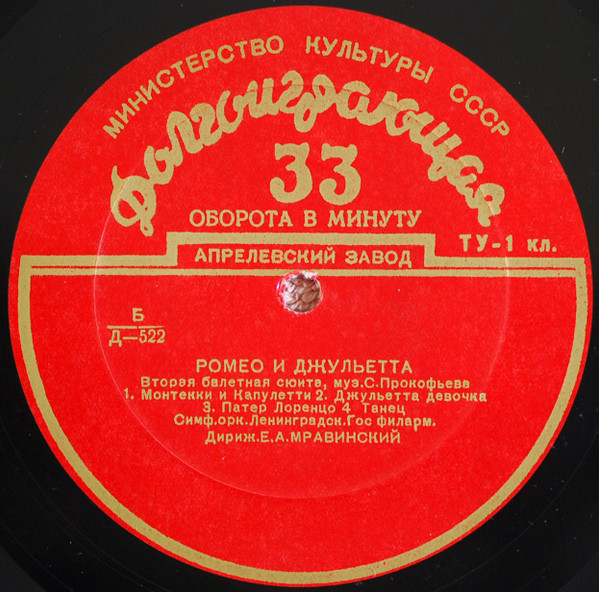 МИНИСТЕРСТВО КУЛЬТУРЫ СССР
Долгоиграющая
33
ОБОРОТА В МИНУТУ
ТУ-1 кл.
АПРЕЛЕВСКИЙ ЗАВОД
Б
Д—522
РОМЕО И ДЖУЛЬЕТТА
Вторая балетная сюита, муз.С.Прокофьева
1. Монтекки и Капулетти 2. Джульетта девочка
3. Патер Лоренцо 4 Танец
Симф.орк.Ленинградск.Гос филарм.
Дириж.Е.А.МРАВИНСКИЙ